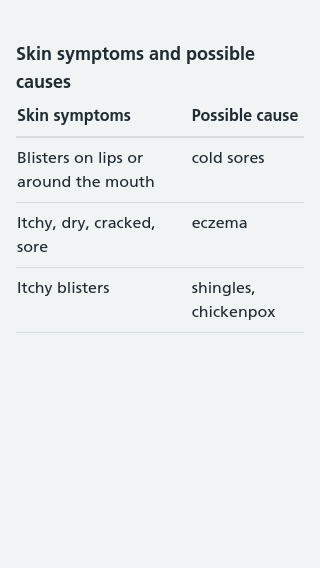 Skin symptoms and possible
causes
Skin symptoms Possible cause
Blisters on lips or cold sores
around the mouth
Itchy, dry, cracked, eczema
sore
Itchy blisters shingles,
chickenpox